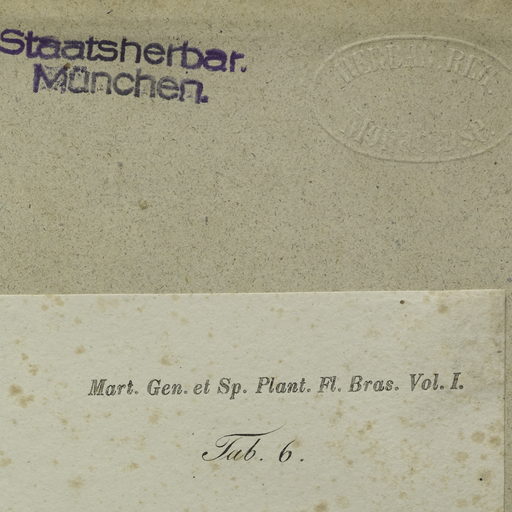 Staatsherbar.
München.
Mart. Gen. et Sp. Plant. Fl. Bras. Vol. I.
Tab. 6.